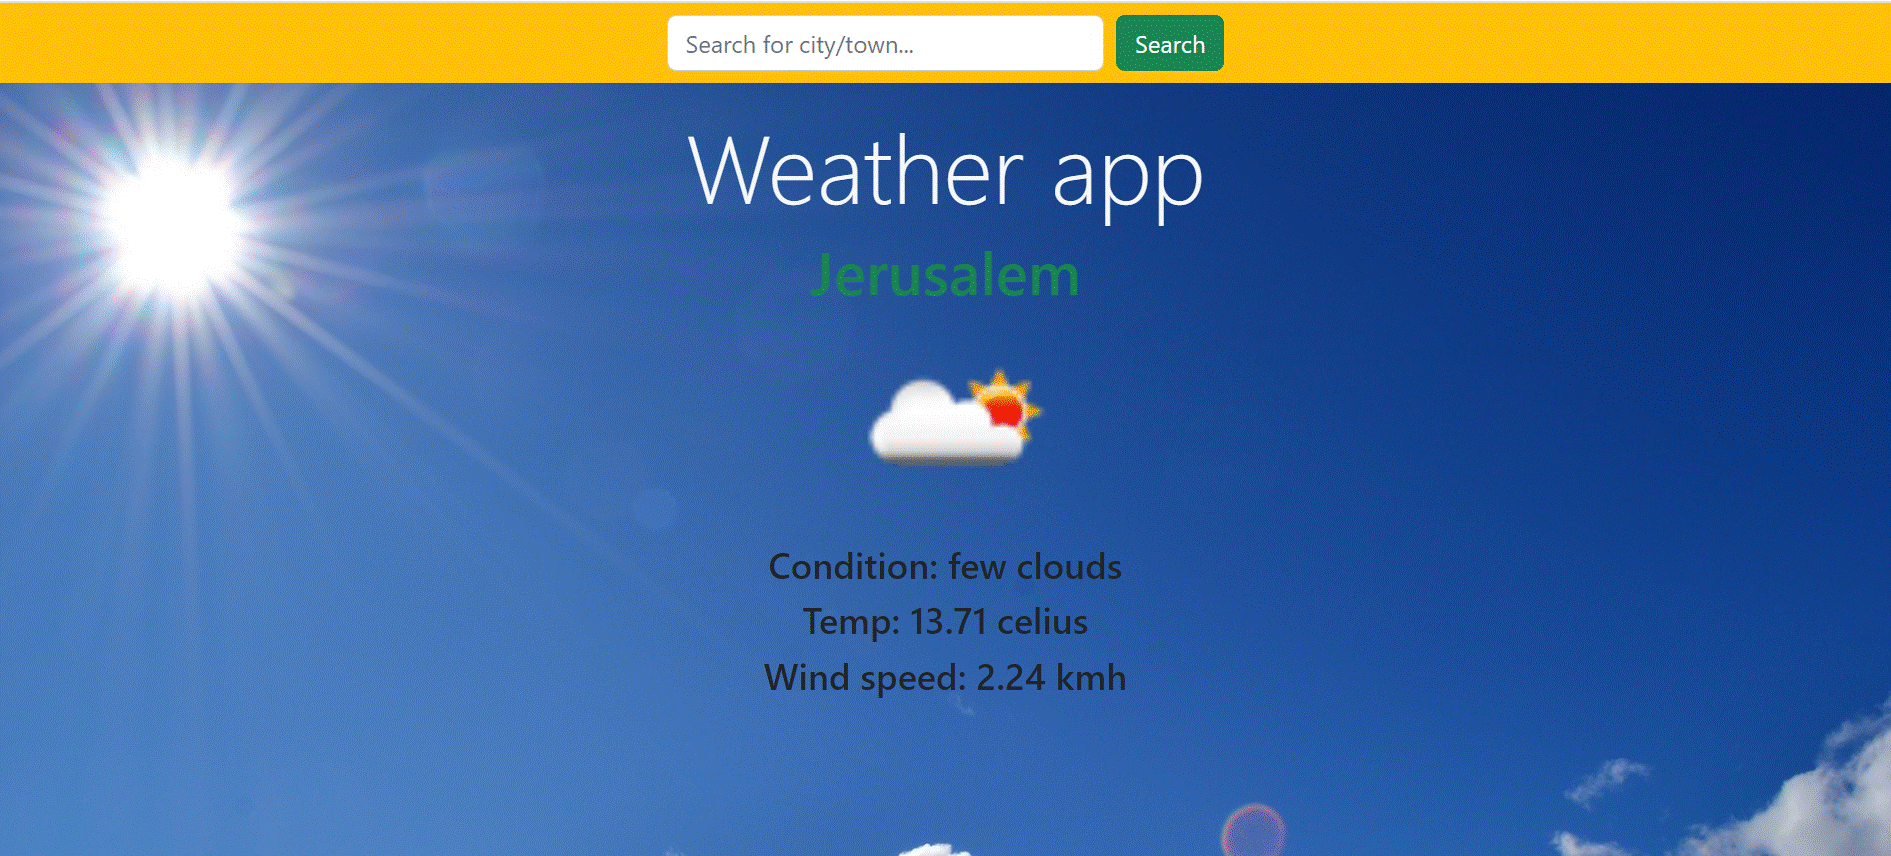 Search for city/town...
Search
Weather app
Jerusalem
Condition: few clouds
Temp: 13.71 celius
Wind speed: 2.24 kmh